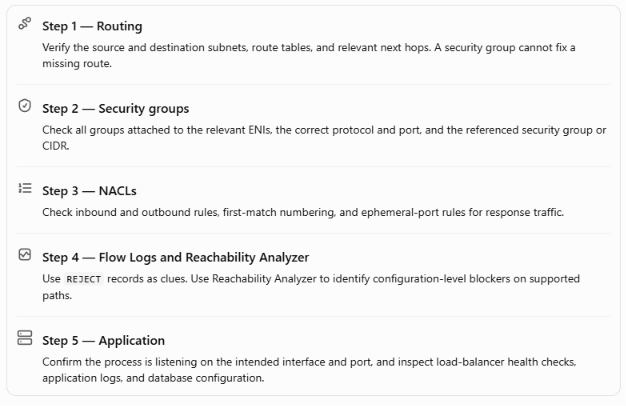 Step 1 — Routing
Verify the source and destination subnets, route tables, and relevant next hops. A security group cannot fix a
missing route.
Step 2 — Security groups
Check all groups attached to the relevant ENIs, the correct protocol and port, and the referenced security group or
CIDR.
Step 3 — NACLs
Check inbound and outbound rules, first-match numbering, and ephemeral-port rules for response traffic.
Step 4 — Flow Logs and Reachability Analyzer
Use REJECT records as clues. Use Reachability Analyzer to identify configuration-level blockers on supported
paths.
Step 5 — Application
Confirm the process is listening on the intended interface and port, and inspect load-balancer health checks,
application logs, and database configuration.